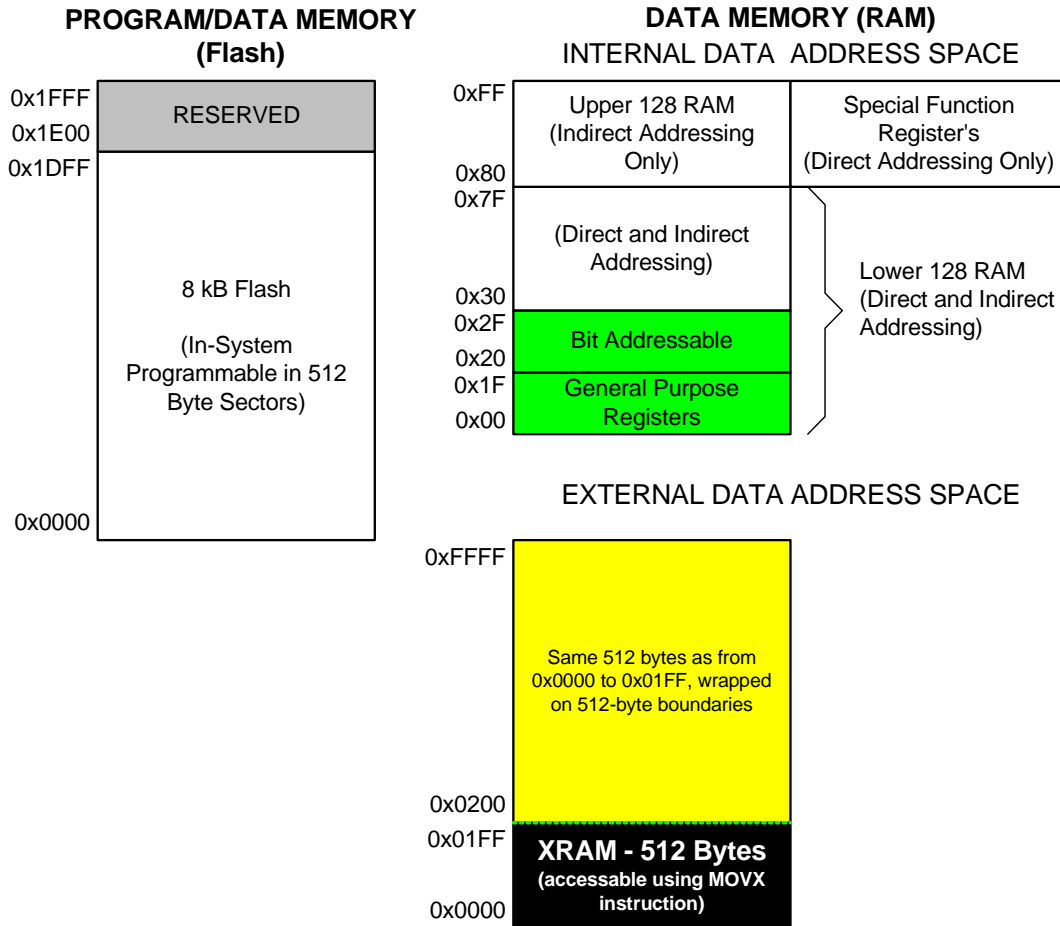 PROGRAM/DATA MEMORY
(Flash)
0x1FFF
RESERVED
0x1E00
0x1DFF
8 kB Flash
(In-System
Programmable in 512
Byte Sectors)
0x0000
DATA MEMORY (RAM)
INTERNAL DATA ADDRESS SPACE
0xFF
Upper 128 RAM
(Indirect Addressing
Only)
0x80
Special Function
Register's
(Direct Addressing Only)
0x7F
(Direct and Indirect
Addressing)
0x30
0x2F
Bit Addressable
0x20
0x1F
General Purpose
Registers
0x00
Lower 128 RAM
(Direct and Indirect
Addressing)
EXTERNAL DATA ADDRESS SPACE
0xFFFF
Same 512 bytes as from
0x0000 to 0x01FF, wrapped
on 512-byte boundaries
0x0200
0x01FF
XRAM - 512 Bytes
(accessable using MOVX
instruction)
0x0000